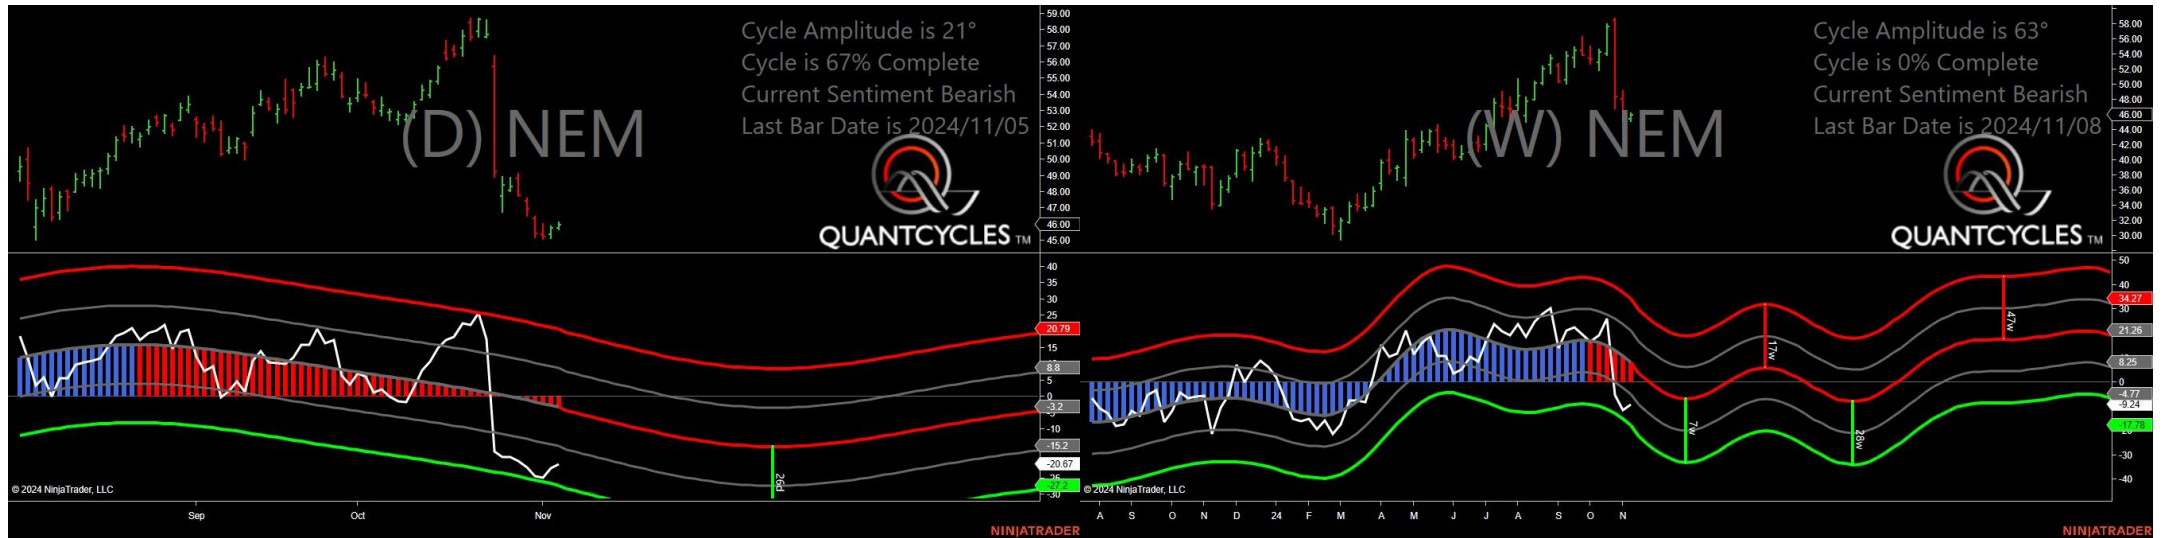 Cycle Amplitude is 21°
Cycle is 67% Complete
Current Sentiment Bearish
Last Bar Date is 2024/11/05
(D) NEM
QUANTCYCLES TM
59.00
58.00
57.00
56.00
55.00
54.00
53.00
52.00
51.00
50.00
49.00
48.00
47.00
46.00
45.00
40
35
30
25
20.79
15
8.8
5
0
-3.2
-10
-15.2
-20.67
-27.2
-30
26d
© 2024 NinjaTrader, LLC
Sep
Oct
Nov
NINJATRADER
Cycle Amplitude is 63°
Cycle is 0% Complete
Current Sentiment Bearish
Last Bar Date is 2024/11/08
(W) NEM
QUANTCYCLES TM
58.00
56.00
54.00
52.00
50.00
48.00
46.00
44.00
42.00
40.00
38.00
36.00
34.00
32.00
30.00
50
40
34.27
30
21.26
8.25
0
-4.77
-9.24
-17.78
-30
-40
7w
17w
28w
47w
© 2024 NinjaTrader, LLC
A S O N D 24 F M A M J J A S O N
NINJATRADER